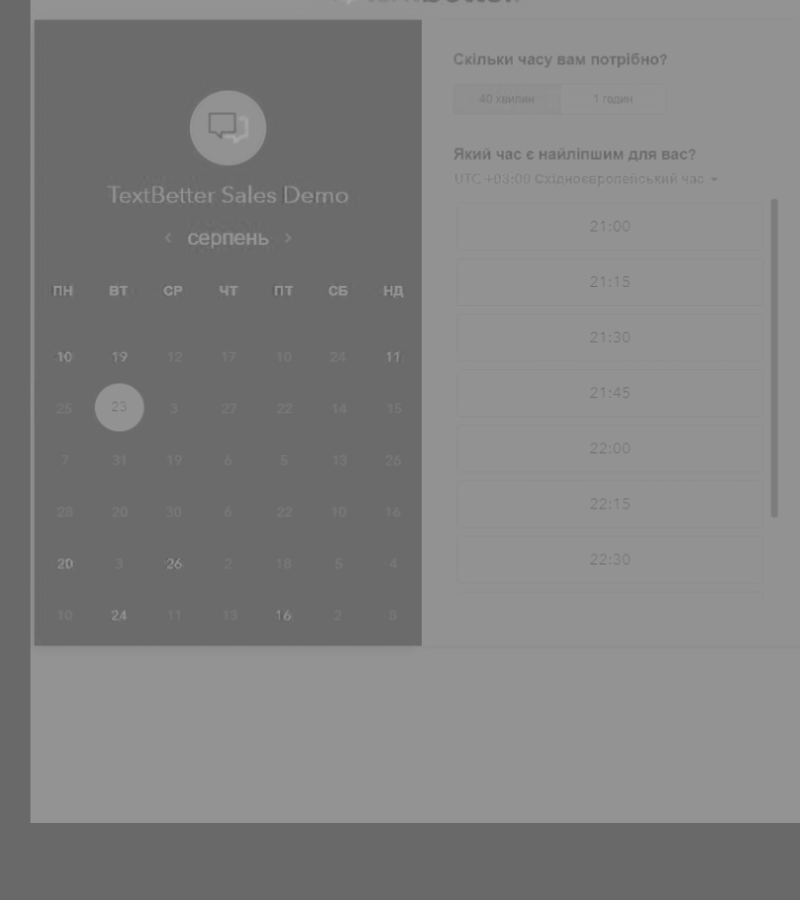 TextBetter Sales Demo
< серпень >
ПН ВТ СР ЧТ ПТ СБ НД
10 19 12 17 10 24 11
25 23 3 27 22 14 15
7 31 19 6 5 13 26
28 20 30 6 22 10 16
20 3 26 2 18 5 4
10 24 11 13 16 2 8
Скільки часу вам потрібно?
40 хвилин 1 годин
Який час є найліпшим для вас?
UTC +03:00 Східноєвропейський час
21:00
21:15
21:30
21:45
22:00
22:15
22:30